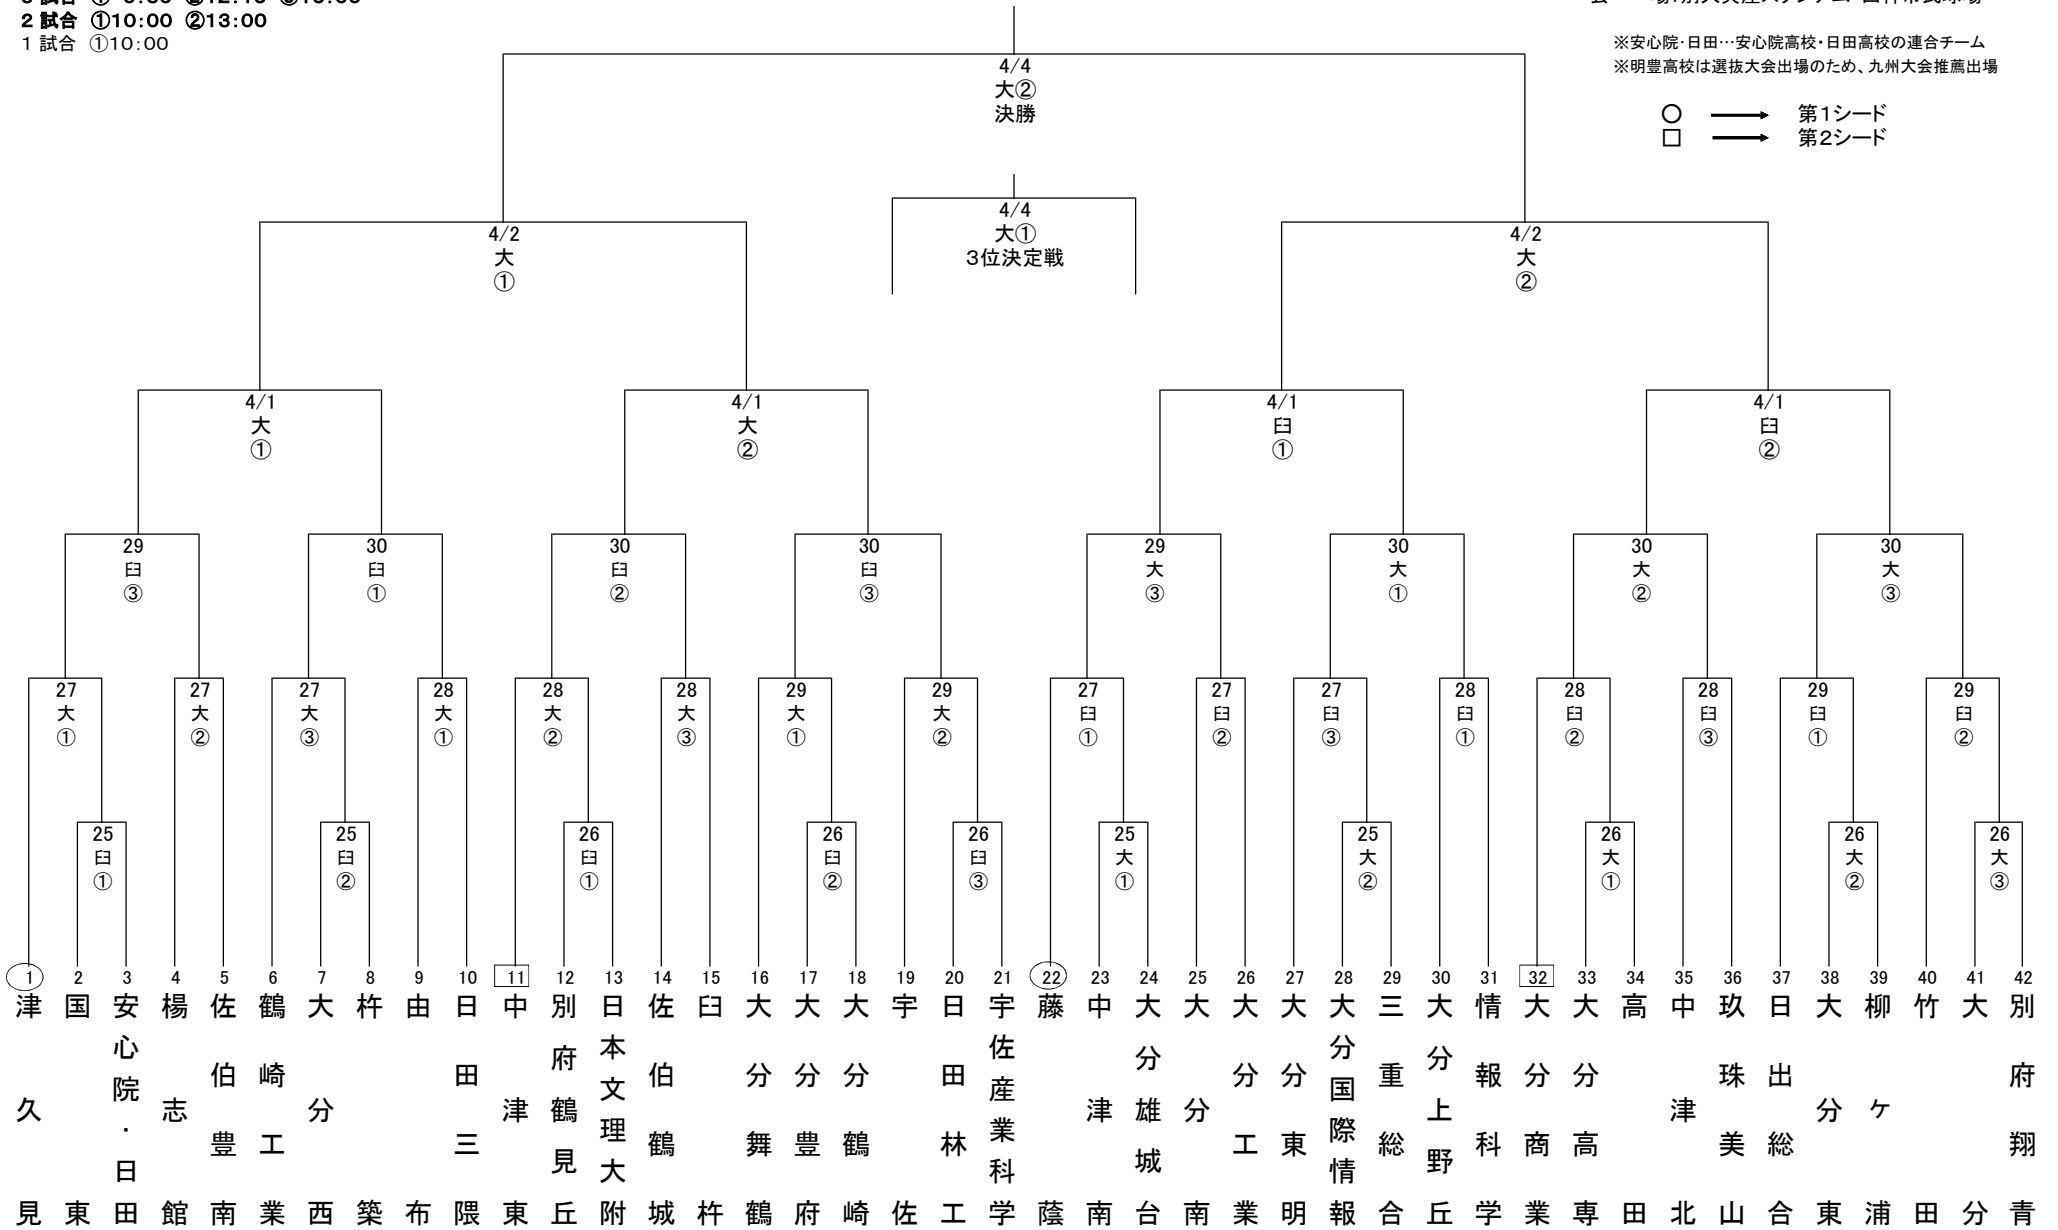 2 試合 ①10:00 ②13:00
1 試合 ①10:00
※安心院・日田…安心院高校・日田高校の連合チーム
※明豊高校は選抜大会出場のため、九州大会推薦出場
○ → 第1シード
□ → 第2シード
4/4
大②
決勝
4/4
大①
3位決定戦
4/2
大
①
4/2
大
②
4/1
大
①
4/1
大
②
4/1
臼
①
4/1
臼
②
29
臼
③
30
臼
①
30
臼
②
30
臼
③
29
大
③
30
大
①
30
大
②
30
大
③
27
大
①
27
大
②
27
大
③
28
大
①
28
大
②
28
大
③
29
大
①
29
大
②
27
臼
①
27
臼
②
27
臼
③
28
臼
①
28
臼
②
28
臼
③
29
臼
①
29
臼
②
25
臼
①
25
臼
②
26
臼
①
26
臼
②
26
臼
③
25
大
①
25
大
②
26
大
①
26
大
②
26
大
③
1 津久見
2 国東
3 安心院・日田
4 楊志館
5 佐伯豊南
6 鶴崎工業
7 大分西
8 杵築
9 由布
10 日田三隈
11 中津東
12 別府鶴見丘
13 日本文理大附
14 佐伯鶴城
15 臼杵
16 大分舞鶴
17 大分豊府
18 大分鶴崎
19 宇佐
20 日田林工
21 宇佐産業科学
22 藤蔭
23 中津南
24 大分雄城台
25 大分南
26 大分工業
27 大分東明
28 大分国際情報
29 三重総合
30 大分上野丘
31 情報科学
32 大分商業
33 大分高専
34 高田
35 中津北
36 玖珠美山
37 日出総合
38 大分東
39 柳ヶ浦
40 竹田
41 大分
42 別府翔青